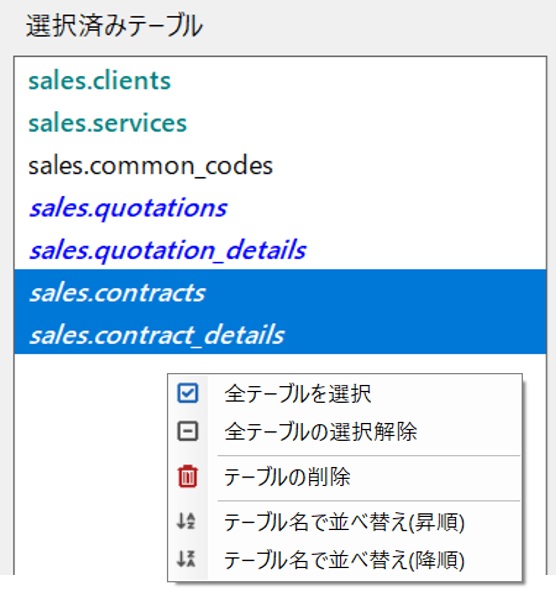 選択済みテーブル
sales.clients
sales.services
sales.common_codes
sales.quotations
sales.quotation_details
sales.contracts
sales.contract_details
全テーブルを選択
全テーブルの選択解除
テーブルの削除
テーブル名で並べ替え(昇順)
テーブル名で並べ替え(降順)